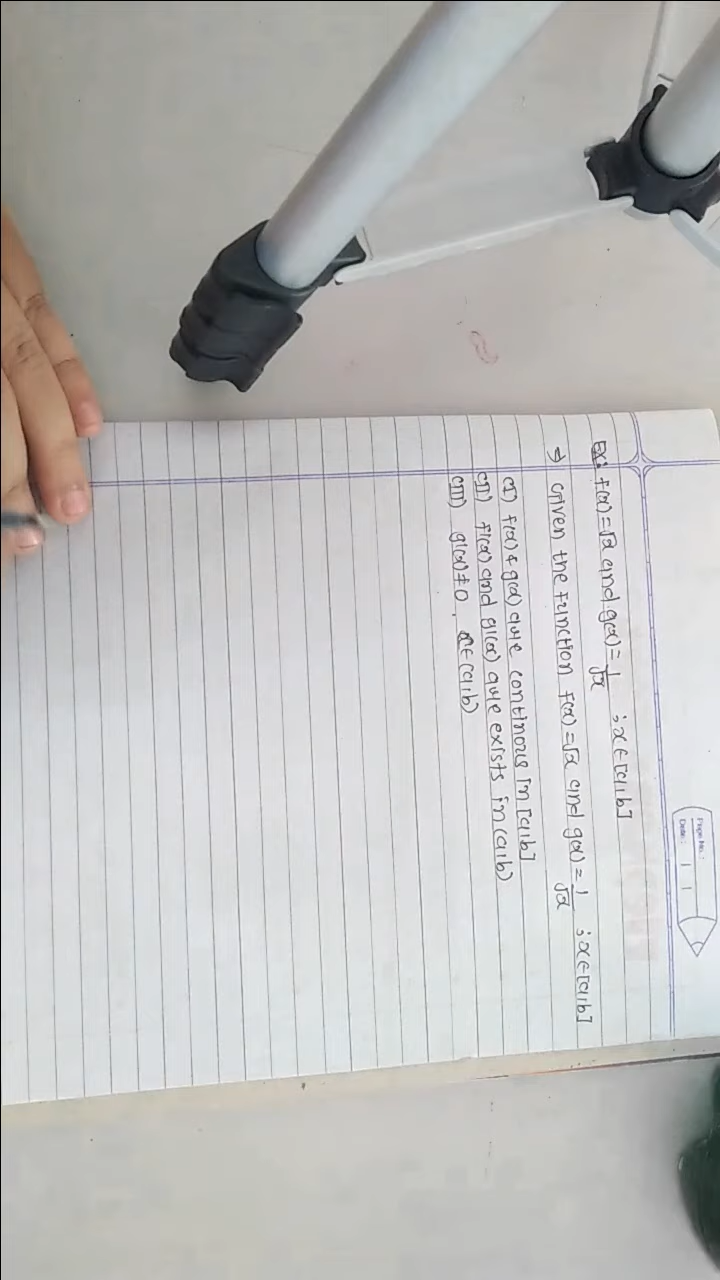 Page No. :
Date : | |
Ex: f(x)=√x and g(x)=1/√x ; x∈[a,b]
⇒ Given the function f(x)=√x and g(x)=1/√x ; x∈[a,b]
(I) f(x) & g(x) are continous in [a,b]
(II) f'(x) and g'(x) are exists in (a,b)
(III) g'(x)≠0, x∈(a,b)